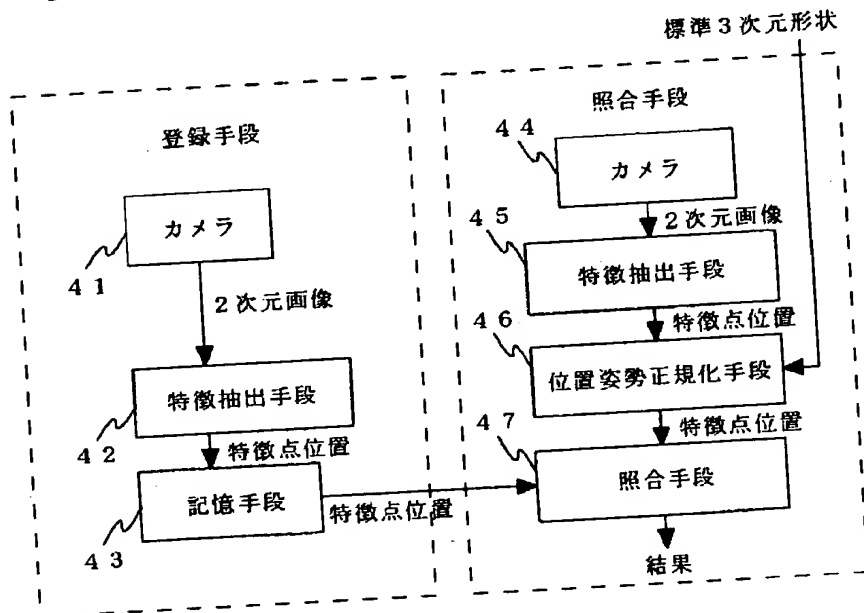 標準3次元形状
登録手段
カメラ
41
2次元画像
特徴抽出手段
42
特徴点位置
記憶手段
43
特徴点位置
照合手段
44
カメラ
45
2次元画像
特徴抽出手段
46
特徴点位置
位置姿勢正規化手段
47
特徴点位置
照合手段
結果